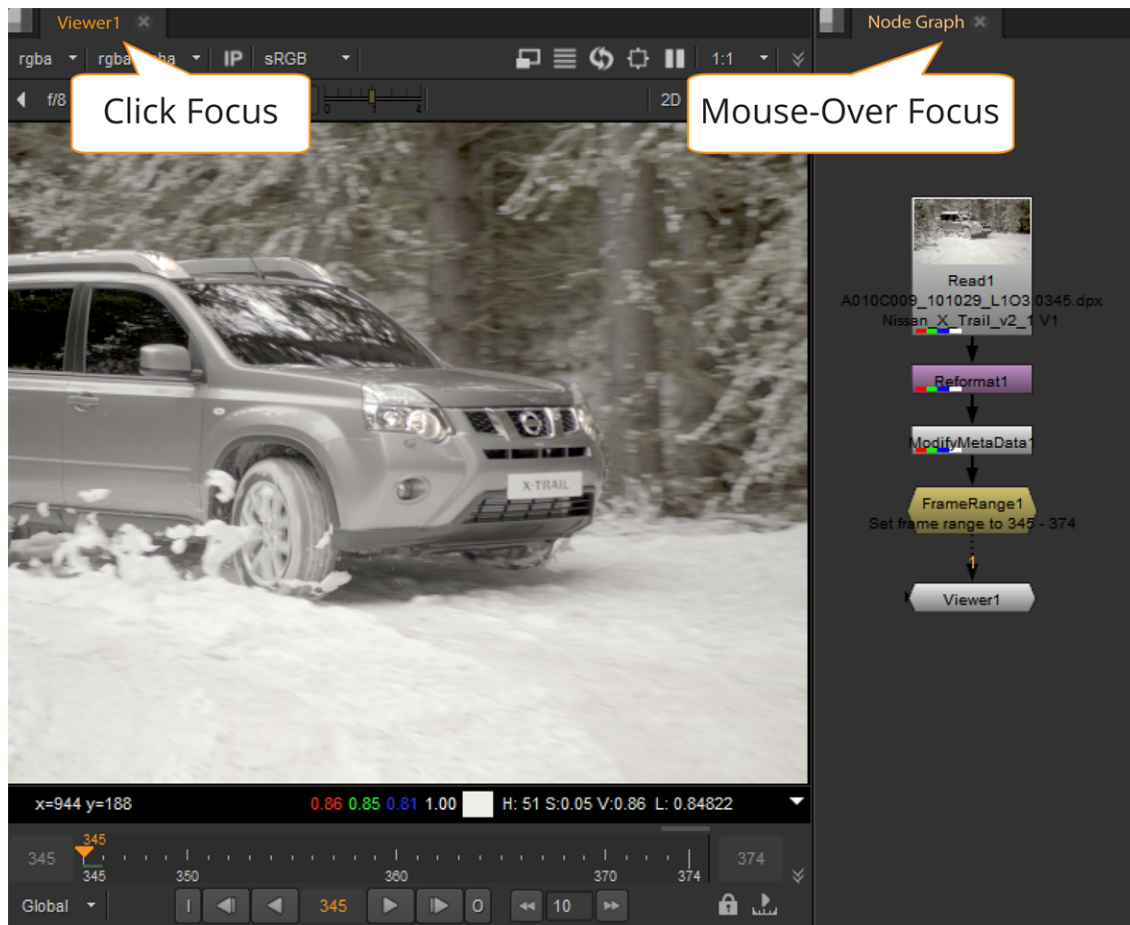 Viewer1
Node Graph
rgba
rgba
IP
sRGB
1:1
f/8
2D
Click Focus
Mouse-Over Focus
0
1
4
X-TRAIL
Read1
A010C009_101029_L1O3.0345.dpx
Nissan_X_Trail_v2_1 V1
Reformat1
ModifyMetaData1
FrameRange1
Set frame range to 345 - 374
1
Viewer1
x=944 y=188
0.86 0.85 0.81 1.00
H: 51 S:0.05 V:0.86 L: 0.84822
345
345
345
350
360
370
374
374
Global
I
345
O
10